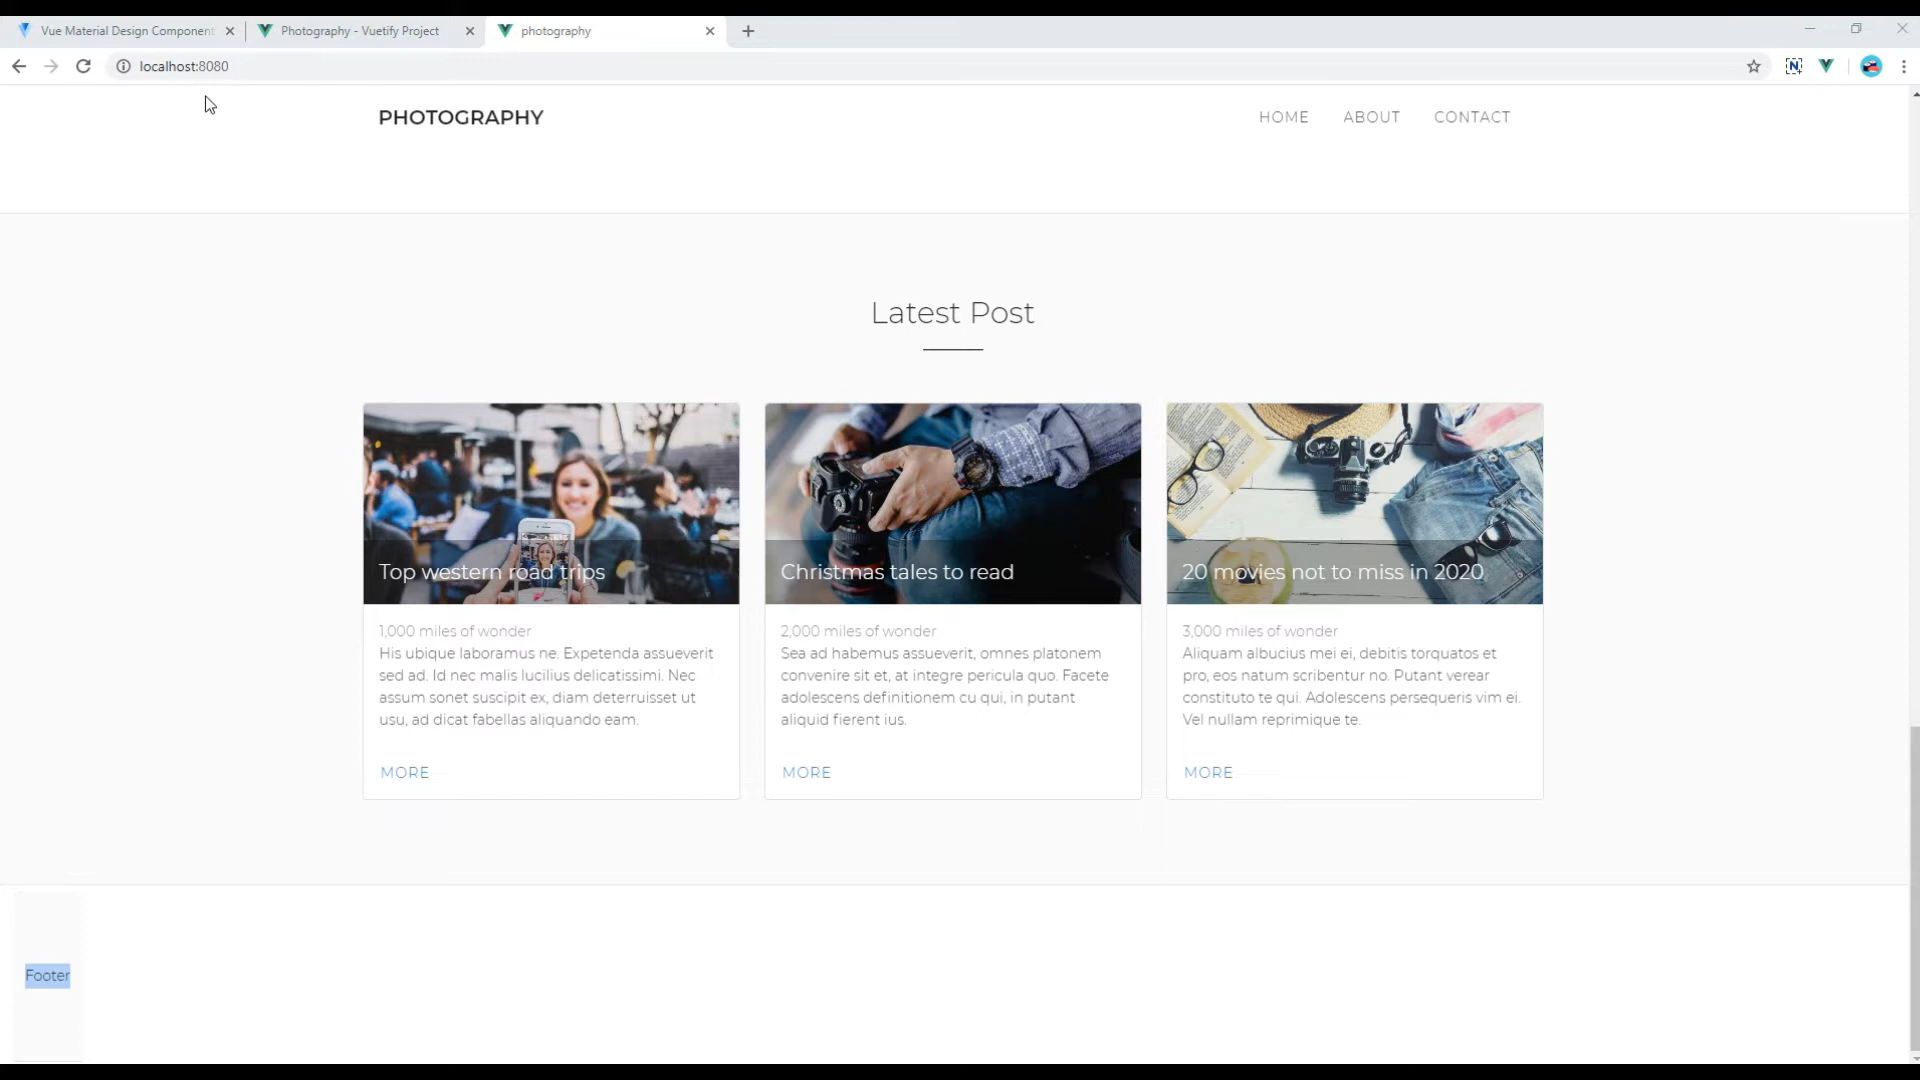 Vue Material Design Component
Photography - Vuetify Project
photography
localhost:8080
PHOTOGRAPHY
HOME
ABOUT
CONTACT
Latest Post
Top western road trips
1,000 miles of wonder
His ubique laboramus ne. Expetenda assueverit
sed ad. Id nec malis lucilius delicatissimi. Nec
assum sonet suscipit ex, diam deterruisset ut
usu, ad dicat fabellas aliquando eam.
MORE
Christmas tales to read
2,000 miles of wonder
Sea ad habemus assueverit, omnes platonem
convenire sit et, at integre pericula quo. Facete
adolescens definitionem cu qui, in putant
aliquid fierent ius.
MORE
20 movies not to miss in 2020
3,000 miles of wonder
Aliquam albucius mei ei, debitis torquatos et
pro, eos natum scribentur no. Putant verear
constituto te qui. Adolescens persequeris vim ei.
Vel nullam reprimique te.
MORE
Footer